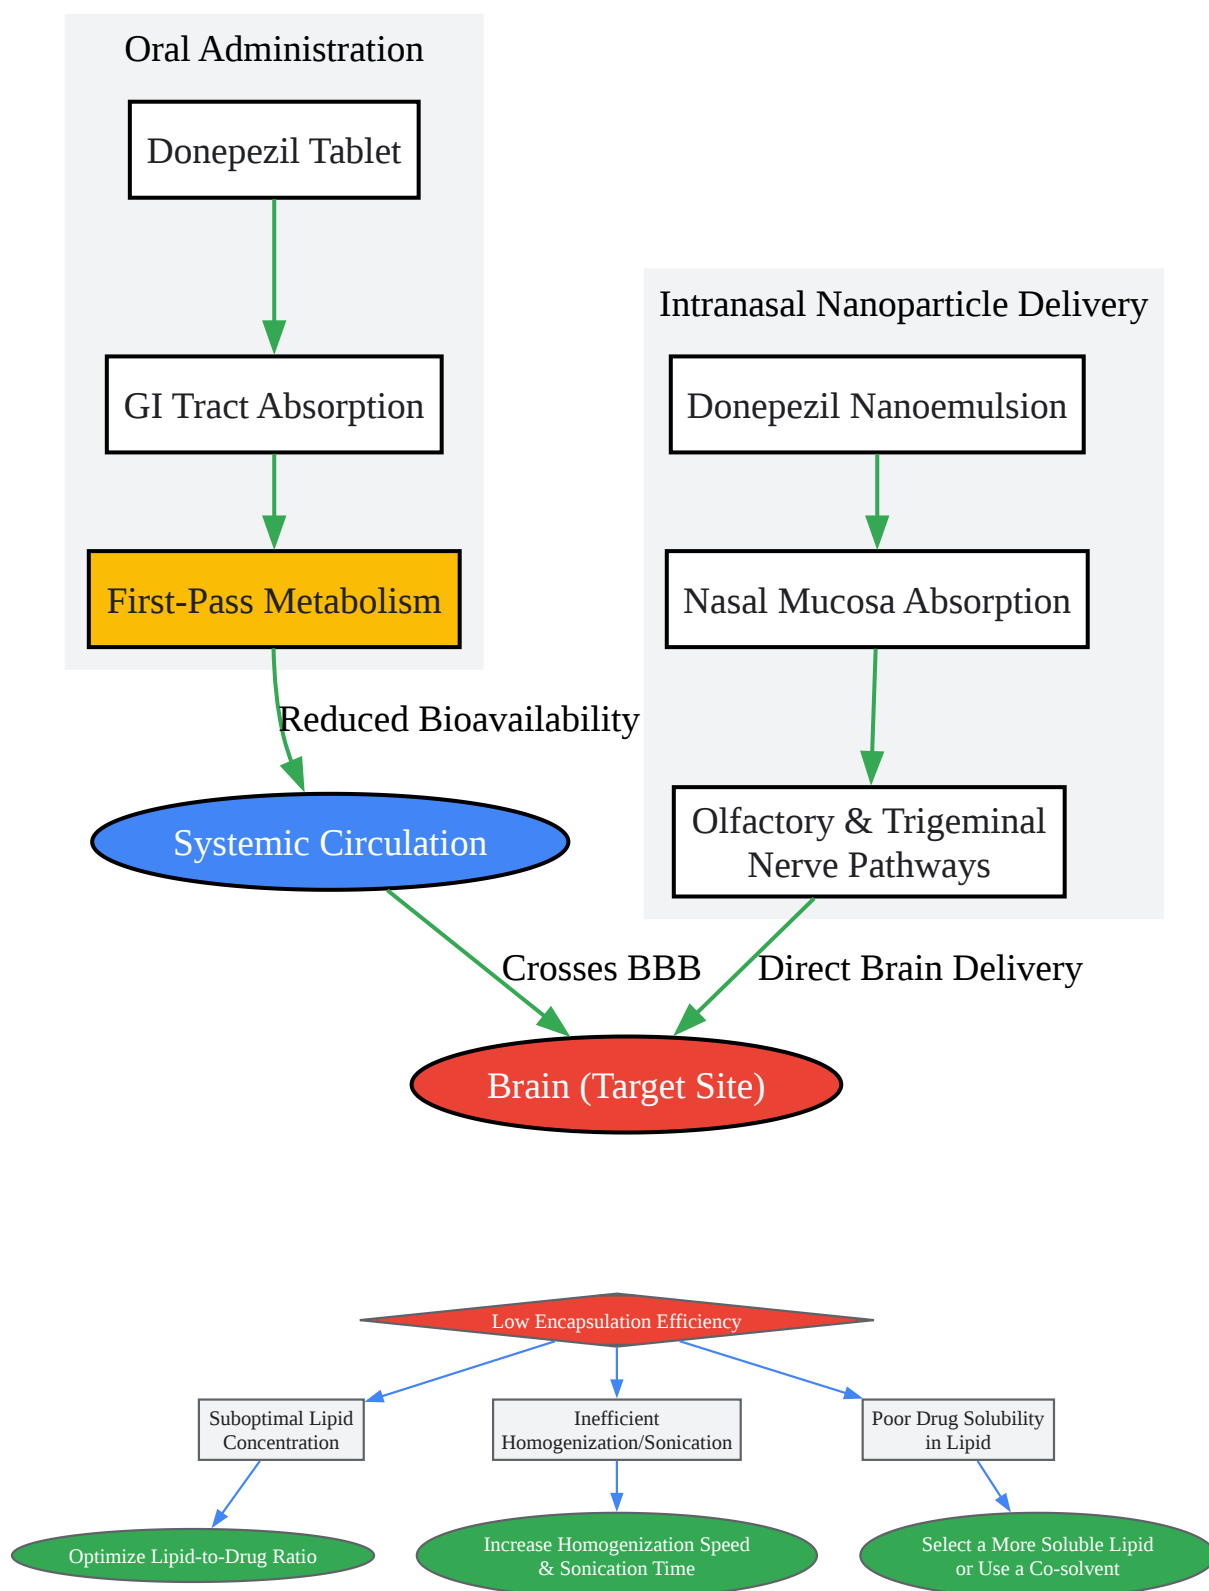 Oral Administration
Donepezil Tablet
Intranasal Nanoparticle Delivery
GI Tract Absorption
Donepezil Nanoemulsion
First-Pass Metabolism
Nasal Mucosa Absorption
Reduced Bioavailability
Systemic Circulation
Olfactory & Trigeminal
Nerve Pathways
Crosses BBB
Direct Brain Delivery
Brain (Target Site)
Low Encapsulation Efficiency
Suboptimal Lipid
Concentration
Inefficient
Homogenization/Sonication
Poor Drug Solubility
in Lipid
Optimize Lipid-to-Drug Ratio
Increase Homogenization Speed
& Sonication Time
Select a More Soluble Lipid
or Use a Co-solvent